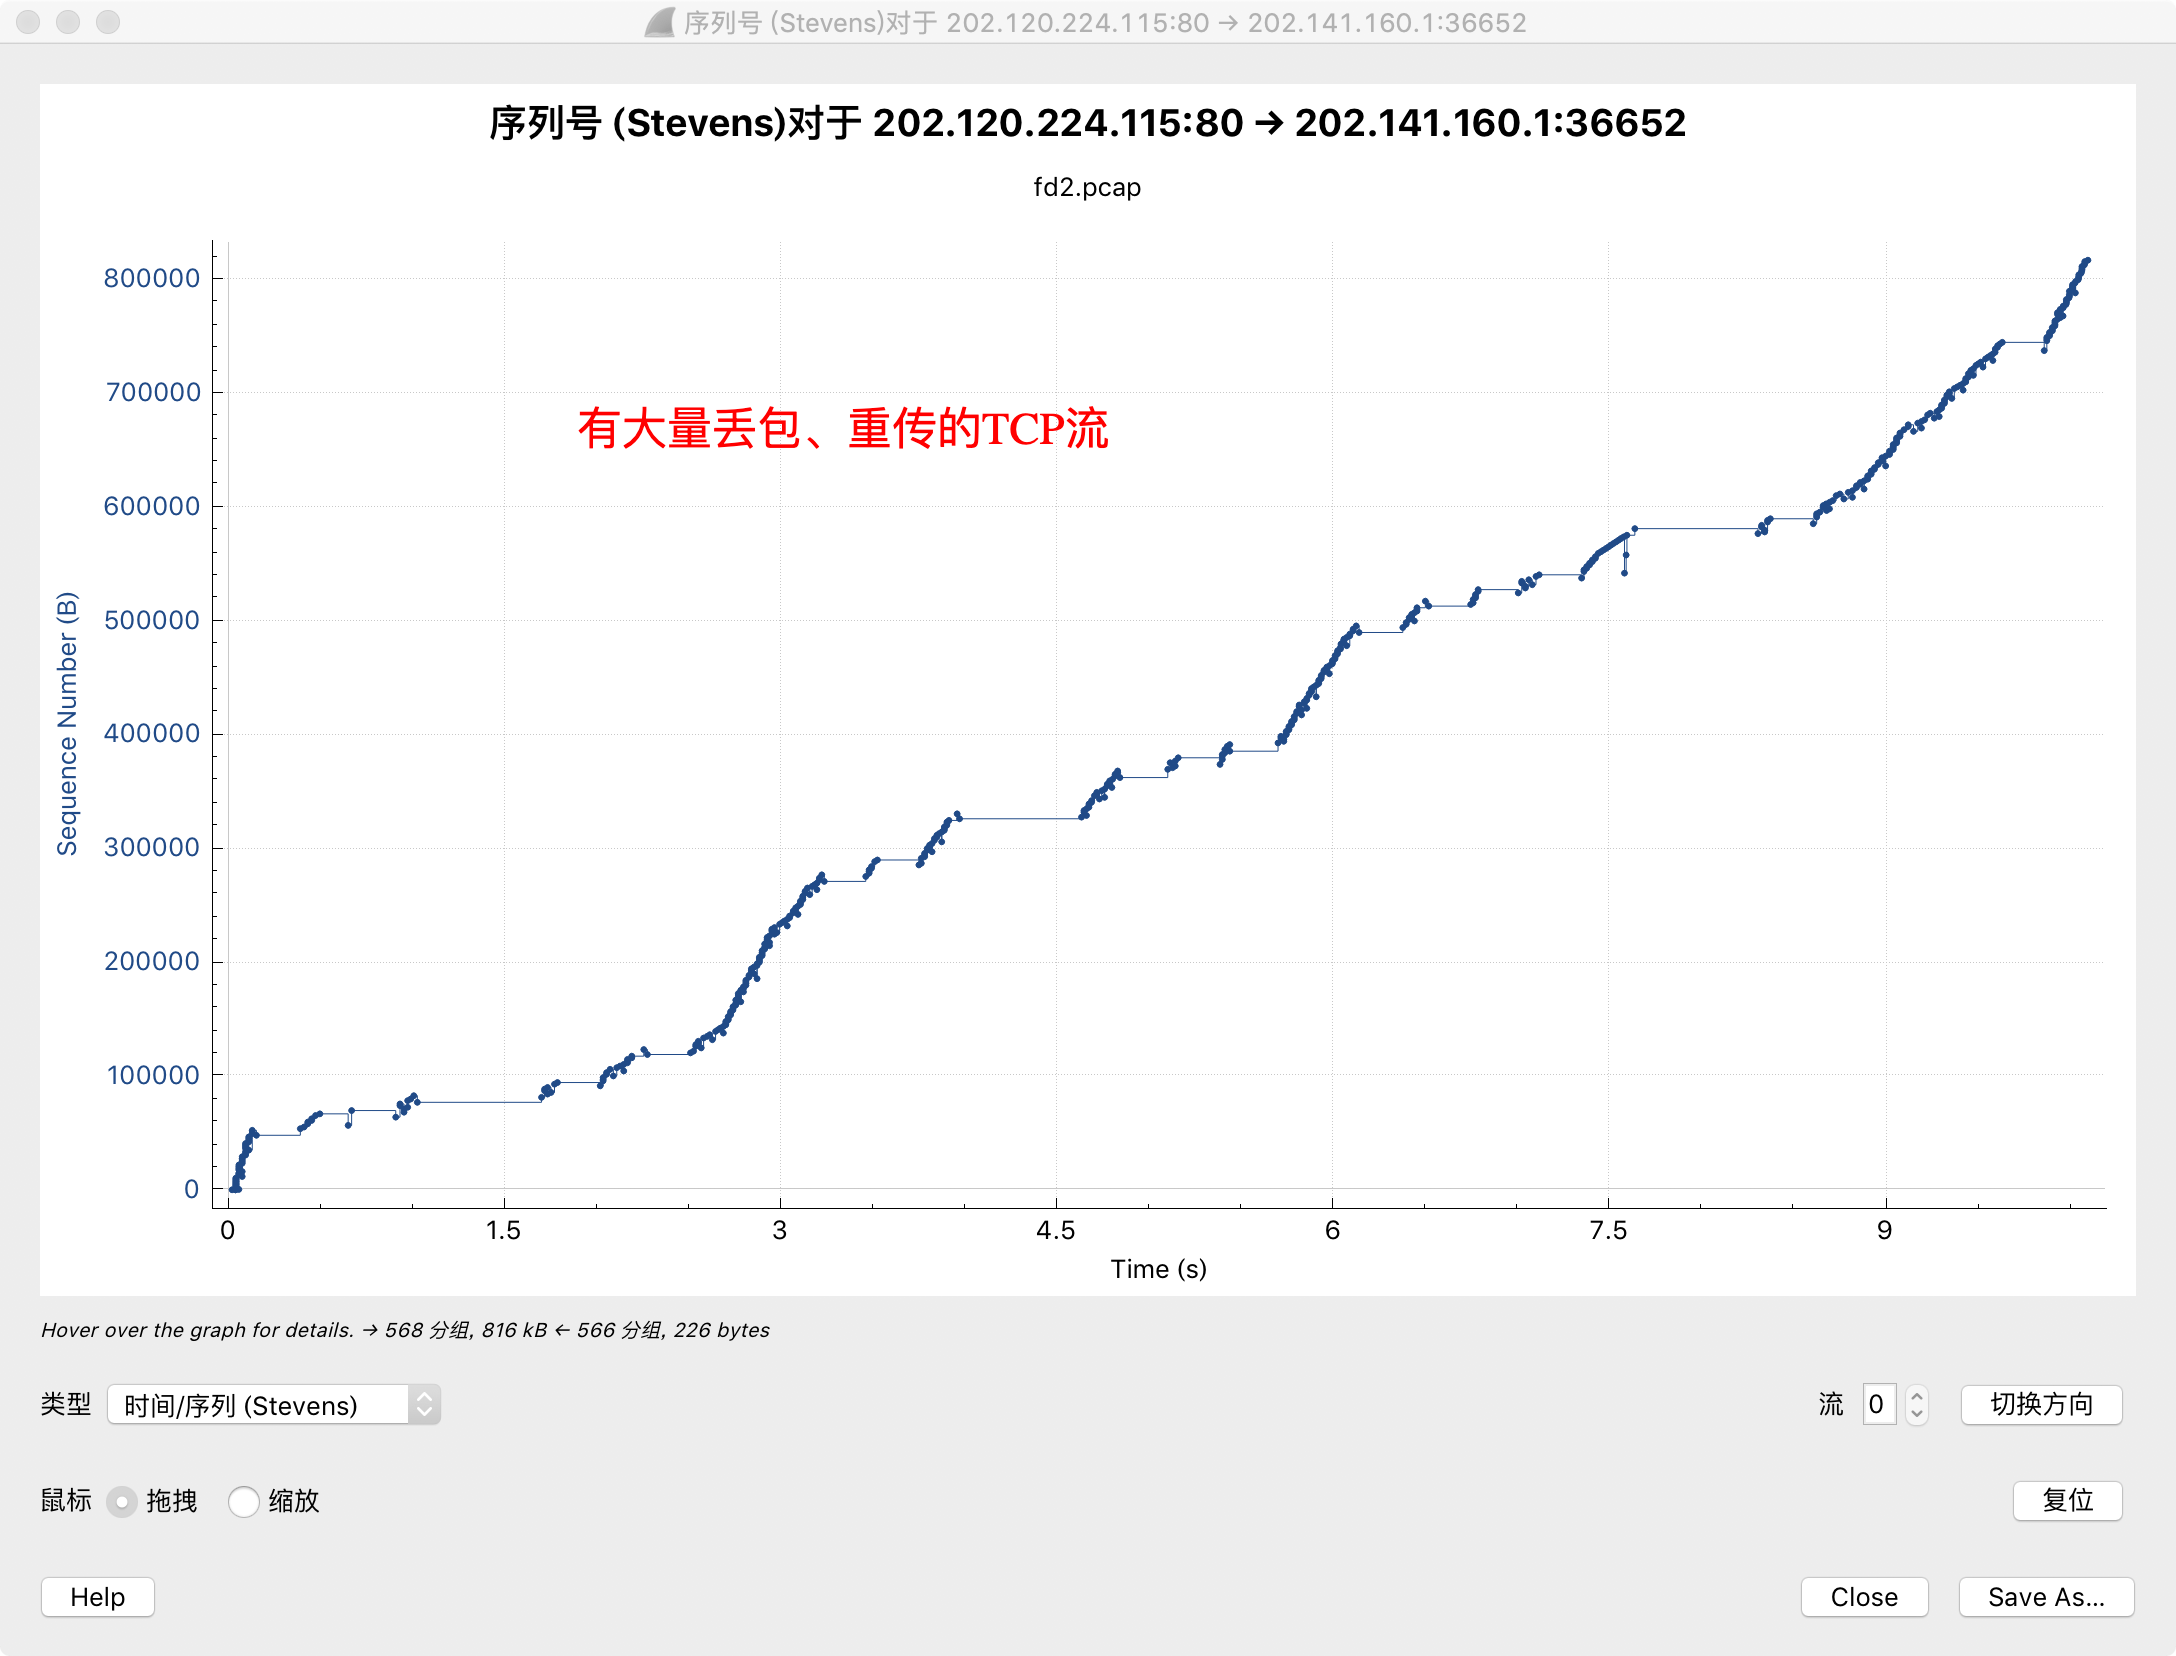 序列号 (Stevens)对于 202.120.224.115:80 → 202.141.160.1:36652
序列号 (Stevens)对于 202.120.224.115:80 → 202.141.160.1:36652
fd2.pcap
800000
700000
有大量丢包、重传的TCP流
600000
500000
400000
300000
200000
100000
0
Sequence Number (B)
0 1.5 3 4.5 6 7.5 9
Time (s)
Hover over the graph for details. → 568 分组, 816 kB ← 566 分组, 226 bytes
类型 时间/序列 (Stevens) 流 0 切换方向
鼠标 拖拽 缩放 复位
Help Close Save As...